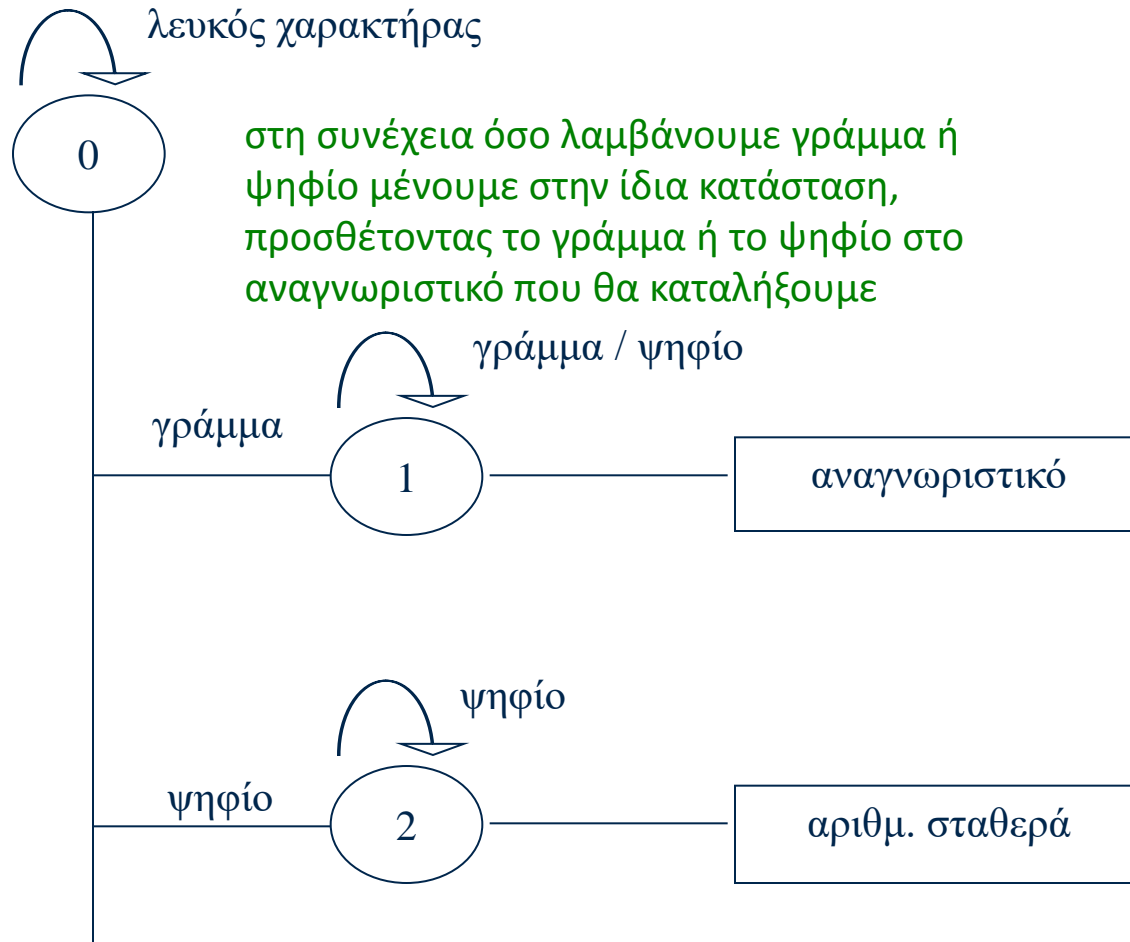 λευκός χαρακτήρας
0
στη συνέχεια όσο λαμβάνουμε γράμμα ή
ψηφίο μένουμε στην ίδια κατάσταση,
προσθέτοντας το γράμμα ή το ψηφίο στο
αναγνωριστικό που θα καταλήξουμε
γράμμα / ψηφίο
γράμμα
1
αναγνωριστικό
ψηφίο
ψηφίο
2
αριθμ. σταθερά